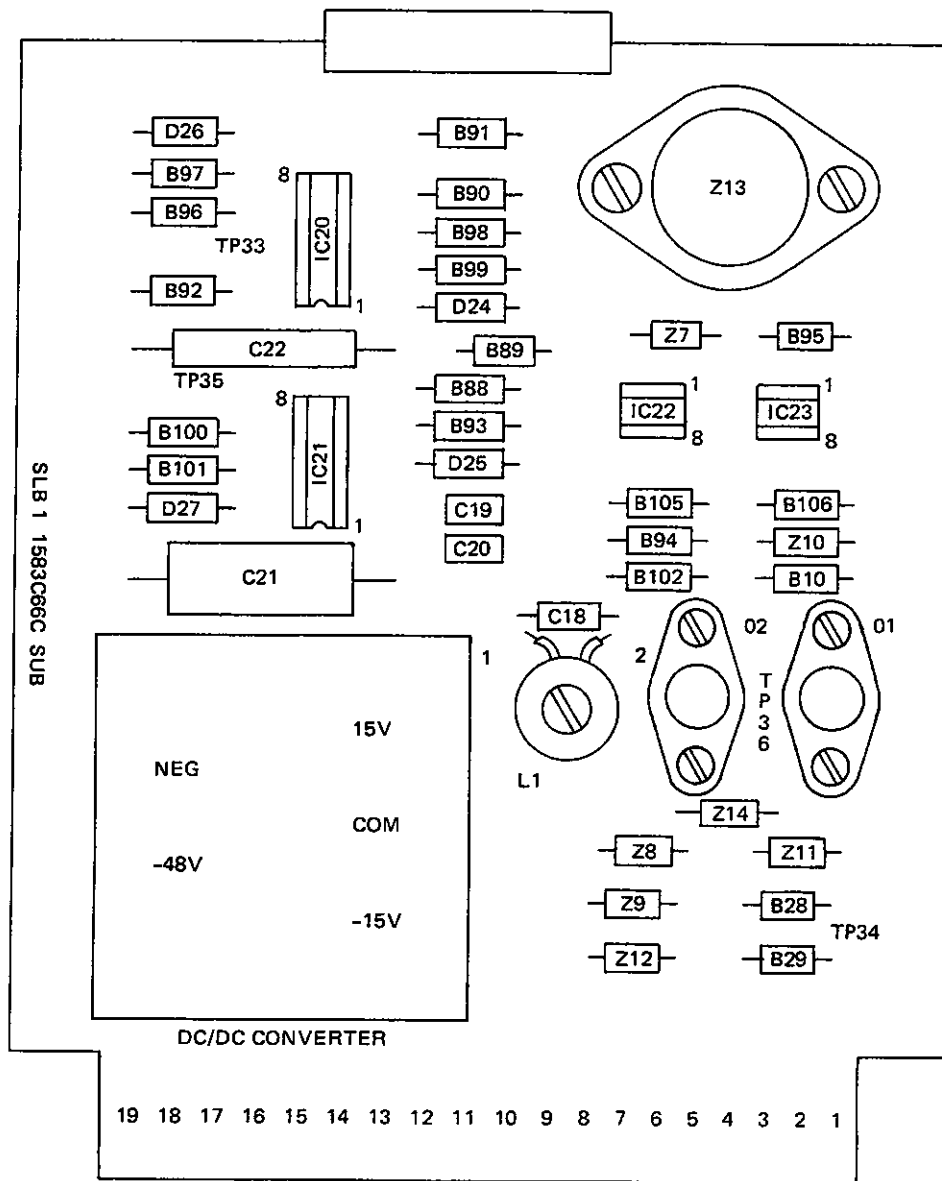 D26
B91
B97
8
B90
Z13
B96
B98
TP33
IC20
B99
B92
1
D24
Z7
B95
C22
B89
TP35
B88
1
1
8
IC22
IC23
B100
B93
8
8
B101
IC21
D25
D27
1
C19
B105
B106
C20
B94
Z10
C21
B102
B10
C18
02
01
1
2
SLB 1 1583C66C SUB
TP36
15V
NEG
L1
COM
Z14
-48V
Z8
Z11
-15V
Z9
B28
TP34
Z12
B29
DC/DC CONVERTER
19 18 17 16 15 14 13 12 11 10 9 8 7 6 5 4 3 2 1